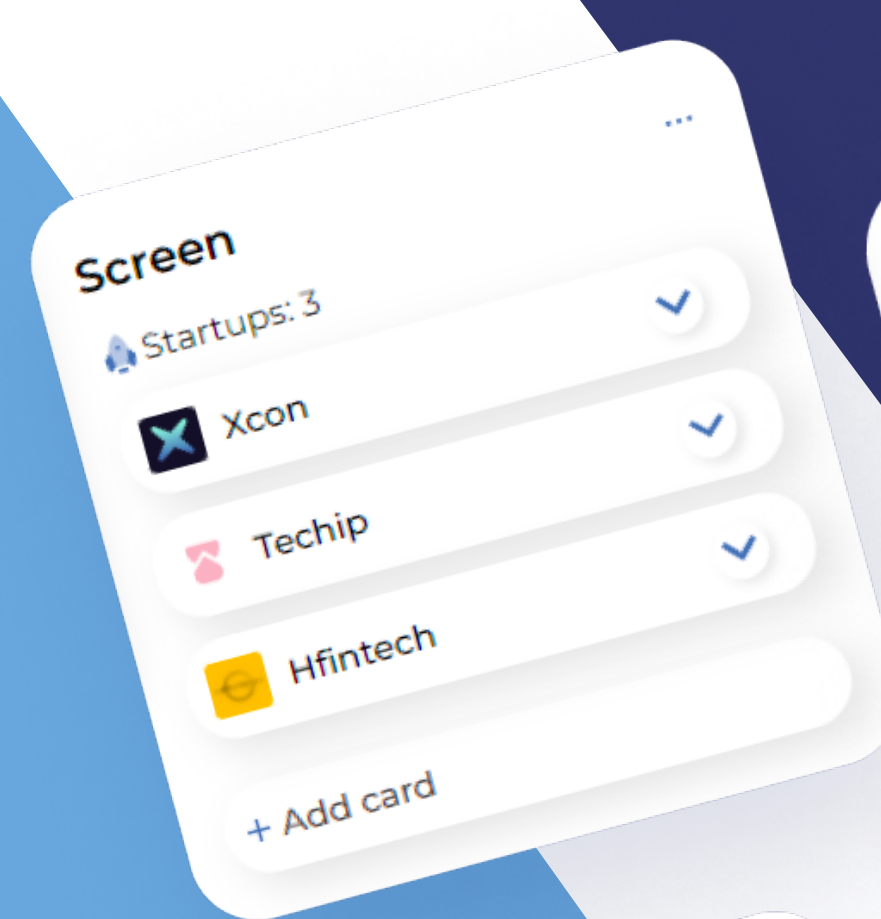 Screen
Startups: 3
Xcon
Techip
Hfintech
+ Add card